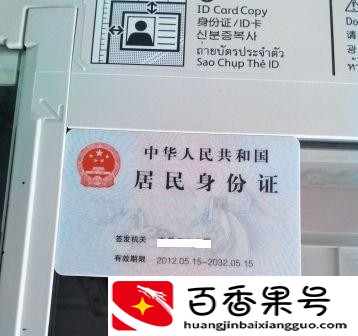 ID Card Copy
身份证/ID卡
신분증복사
ถ่ายบัตรประจำตัว
Sao Chụp Thẻ ID
中华人民共和国
居民身份证
签发机关
有效期限 2012.05.15-2032.05.15
百香果号
huangjinbaixiangguo.com